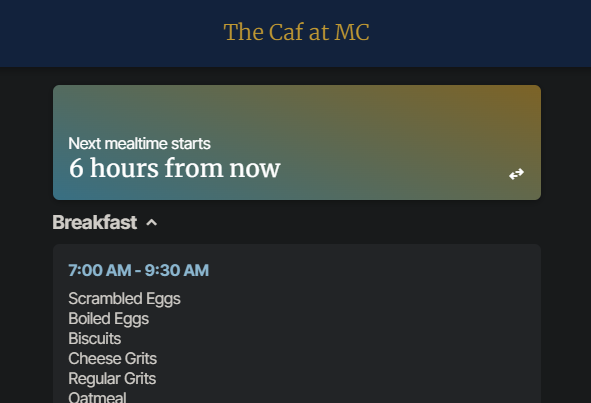 The Caf at MC
Next mealtime starts
6 hours from now
Breakfast
7:00 AM - 9:30 AM
Scrambled Eggs
Boiled Eggs
Biscuits
Cheese Grits
Regular Grits
Oatmeal